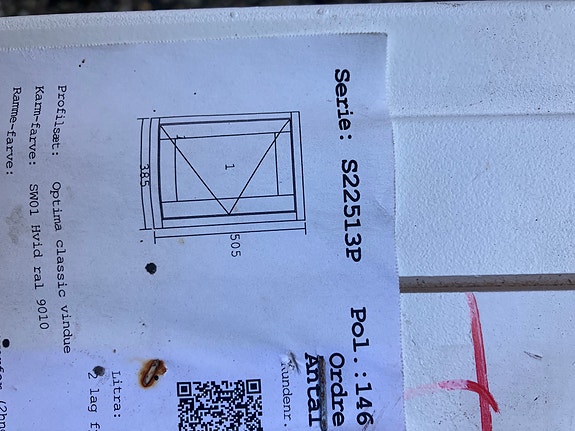 Serie: S22513P Pol.:146
Ordre
Antal
Kundenr.
1
385
505
Litra:
2 lag f
Profilsæt: Optima classic vindue
Karm-farve: SW01 Hvid ral 9010
Ramme-farve: